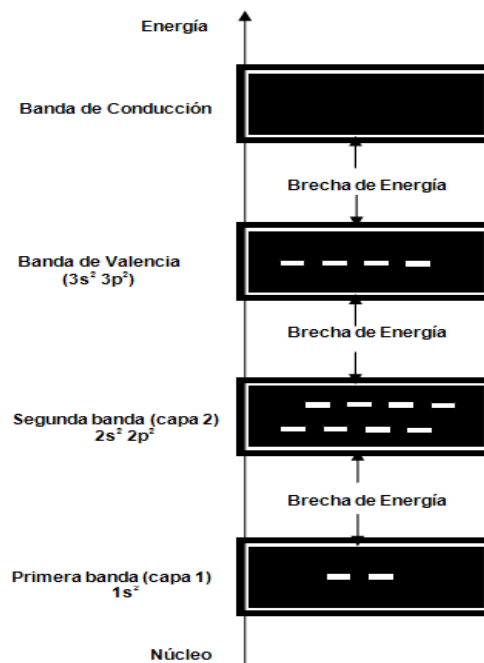 Energía
Banda de Conducción
Brecha de Energía
Banda de Valencia
(3s² 3p²)
Brecha de Energía
Segunda banda (capa 2)
2s² 2p²
Brecha de Energía
Primera banda (capa 1)
1s²
Núcleo